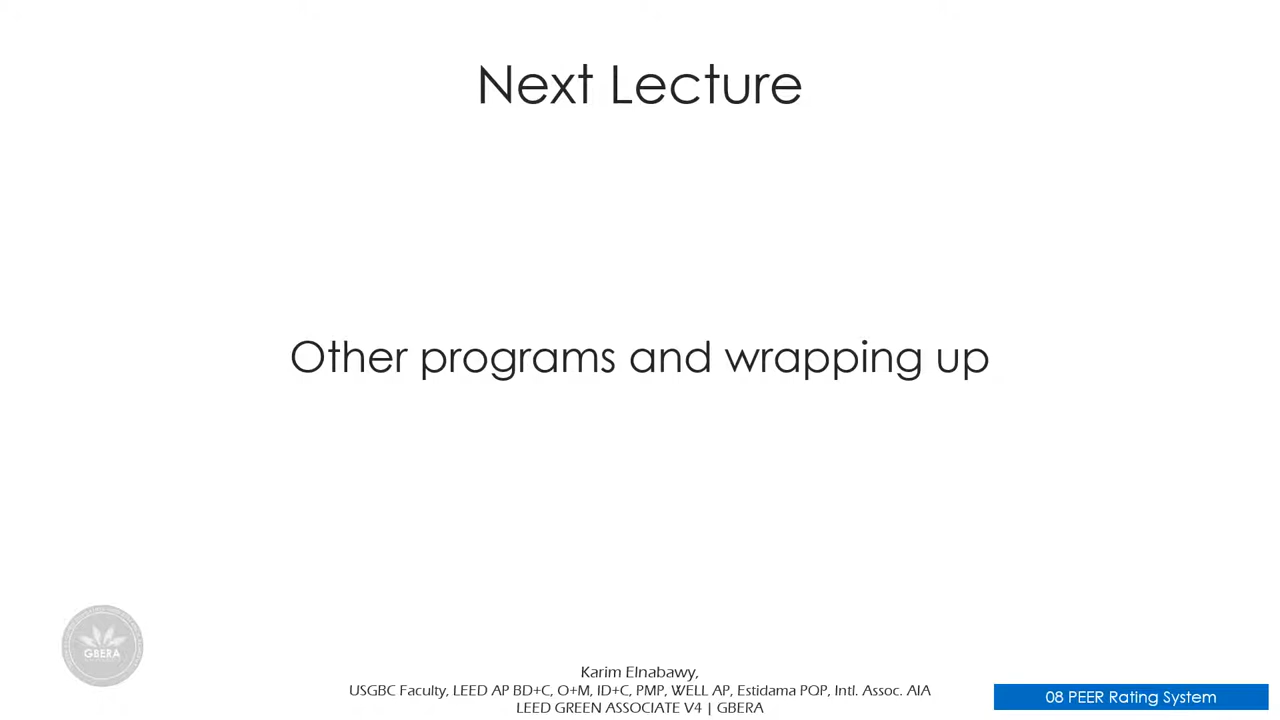 Next Lecture
Other programs and wrapping up
GBERA
Karim Elnabawy,
USGBC Faculty, LEED AP BD+C, O+M, ID+C, PMP, WELL AP, Estidama POP, Intl. Assoc. AIA
LEED GREEN ASSOCIATE V4 | GBERA
08 PEER Rating System